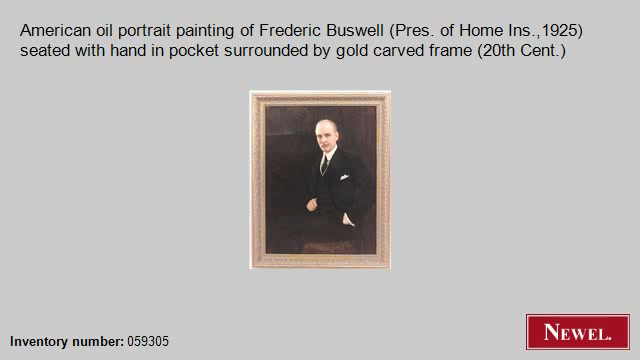 American oil portrait painting of Frederic Buswell (Pres. of Home Ins.,1925)
seated with hand in pocket surrounded by gold carved frame (20th Cent.)
Inventory number: 059305
NEWEL.